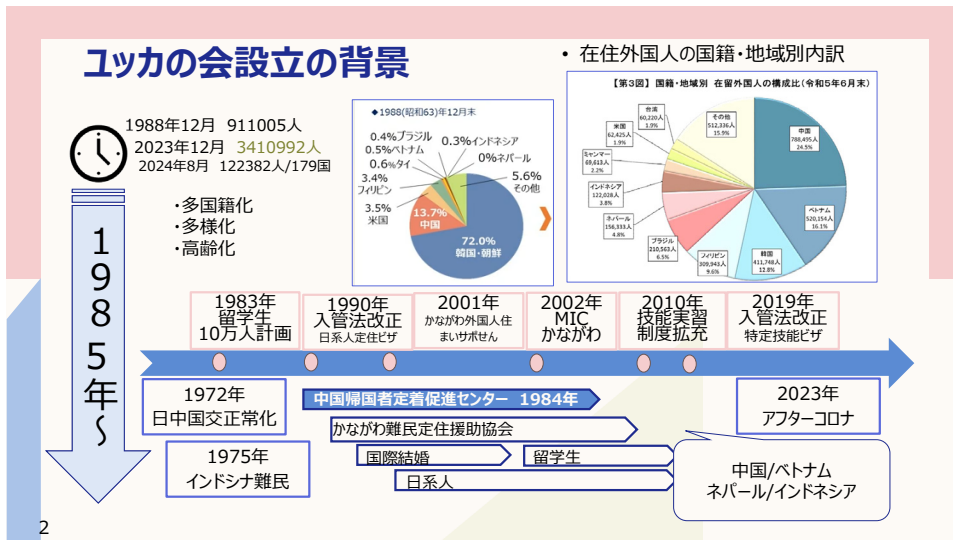 ユッカの会設立の背景
• 在住外国人の国籍・地域別内訳
1988年12月 911005人
2023年12月 3410992人
2024年8月 122382人/179国
・多国籍化
・多様化
・高齢化
◆1988(昭和63)年12月末
0.4%ブラジル
0.5%ベトナム
0.6%タイ
3.4%
フィリピン
3.5%
米国
13.7%
中国
0.3%インドネシア
0%ネパール
5.6%
その他
72.0%
韓国・朝鮮
【第3図】 国籍・地域別 在留外国人の構成比(令和5年6月末)
台湾
60,220人
1.9%
米国
62,425人
1.9%
ミャンマー
69,613人
2.2%
インドネシア
122,028人
3.8%
ネパール
156,333人
4.8%
ブラジル
210,563人
6.5%
フィリピン
309,943人
9.6%
韓国
411,748人
12.8%
ベトナム
520,154人
16.1%
中国
788,495人
24.5%
その他
512,336人
15.9%
1985年～
1983年
留学生
10万人計画
1990年
入管法改正
日系人定住ビザ
2001年
かながわ外国人住
まいサポせん
2002年
MIC
かながわ
2010年
技能実習
制度拡充
2019年
入管法改正
特定技能ビザ
1972年
日中国交正常化
1975年
インドシナ難民
中国帰国者定着促進センター 1984年
かながわ難民定住援助協会
国際結婚
留学生
日系人
2023年
アフターコロナ
中国/ベトナム
ネパール/インドネシア
2